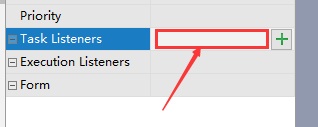 Priority
Task Listeners
Execution Listeners
Form